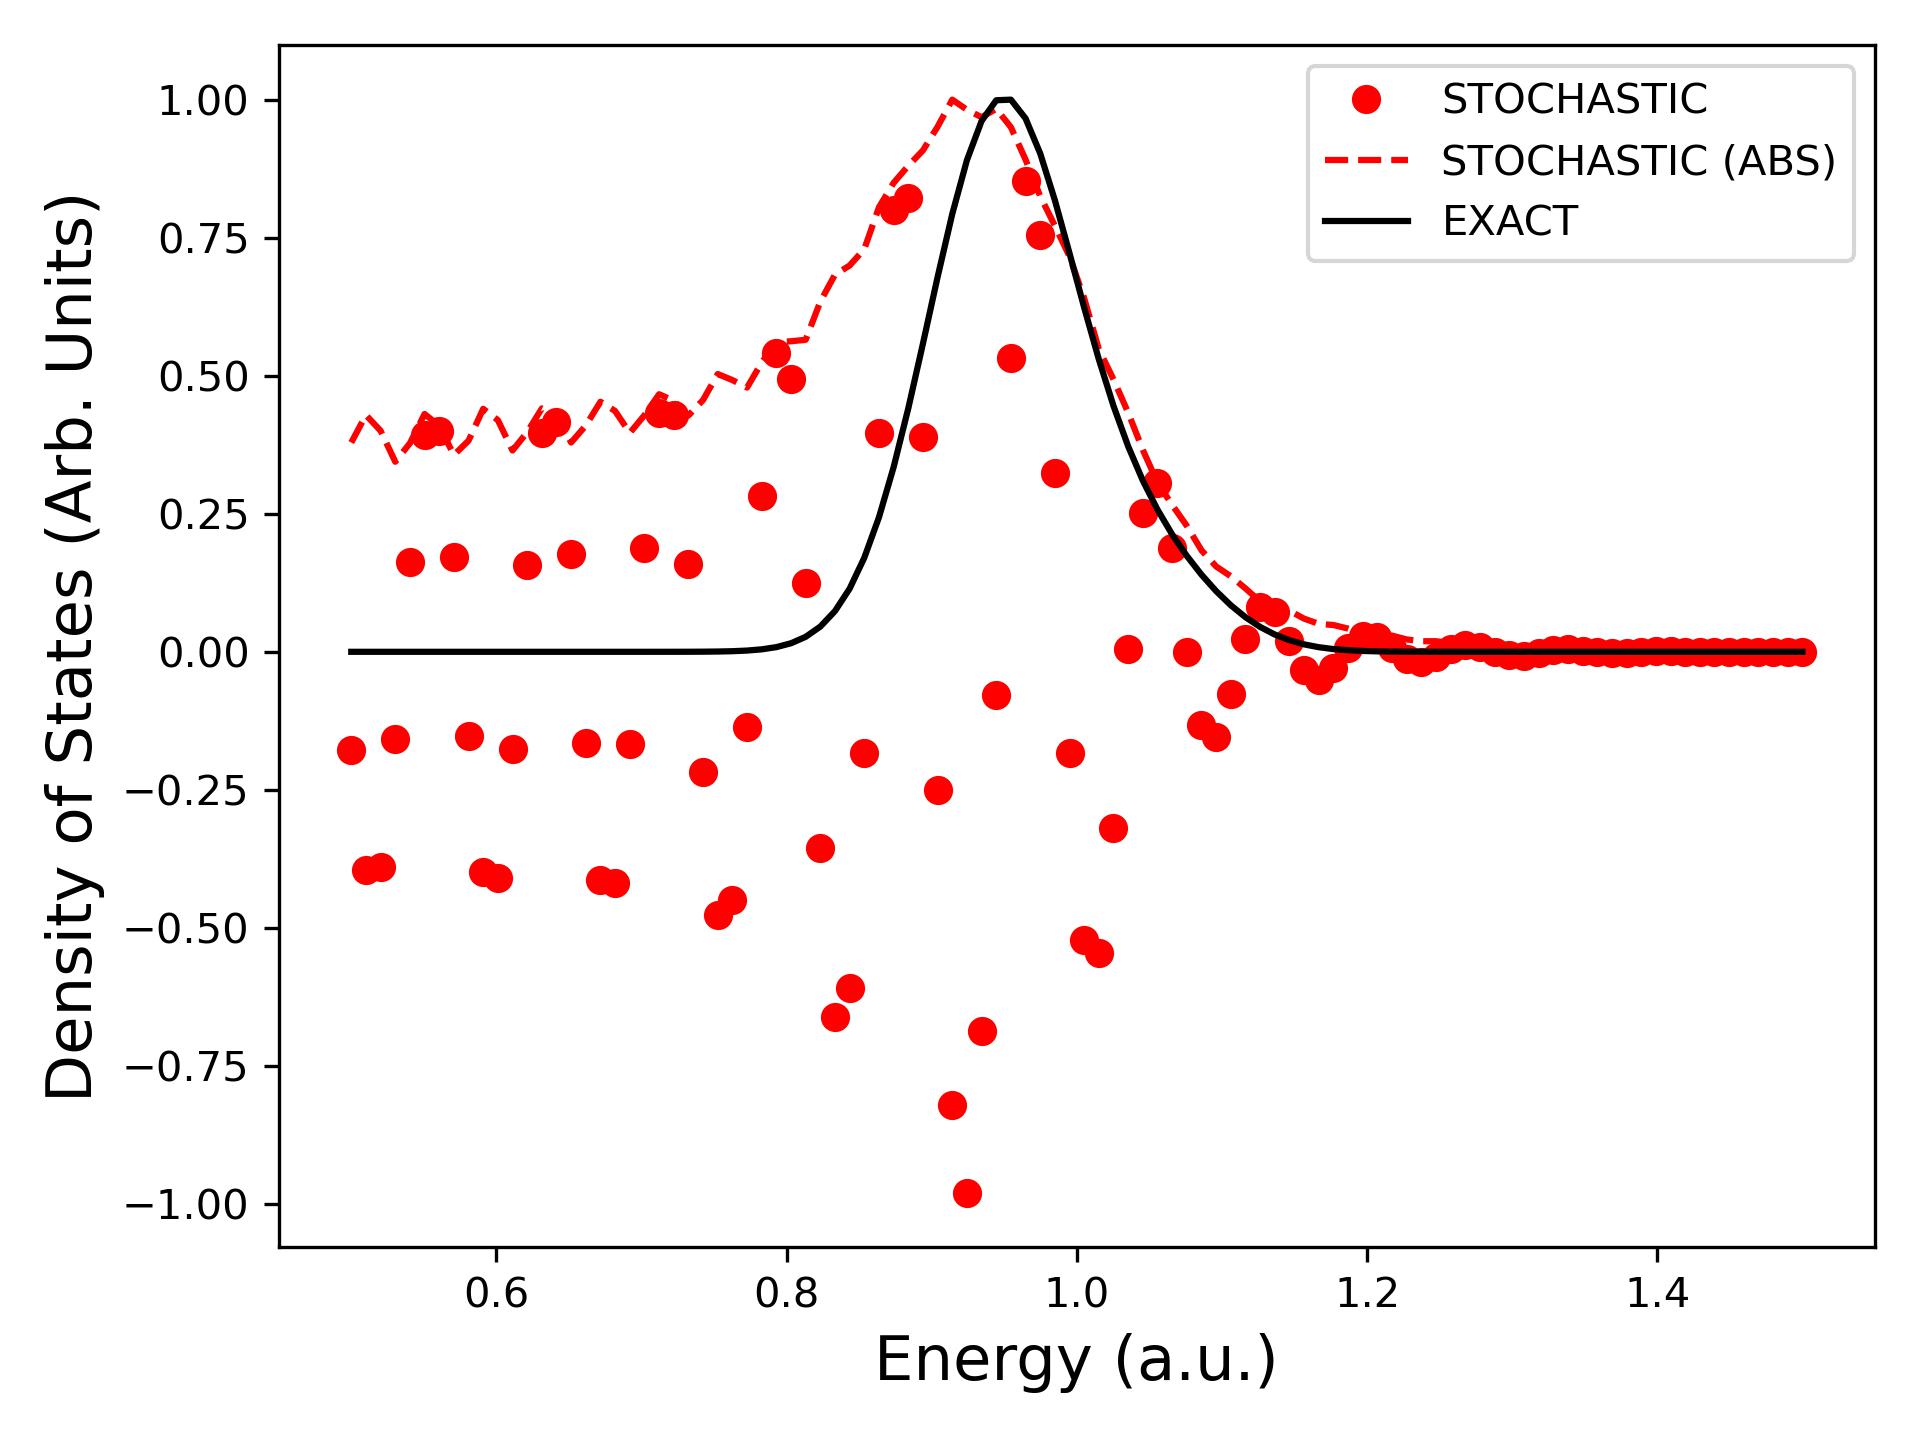 1.00
0.75
0.50
0.25
0.00
−0.25
−0.50
−0.75
−1.00
Density of States (Arb. Units)
STOCHASTIC
STOCHASTIC (ABS)
EXACT
0.6 0.8 1.0 1.2 1.4
Energy (a.u.)